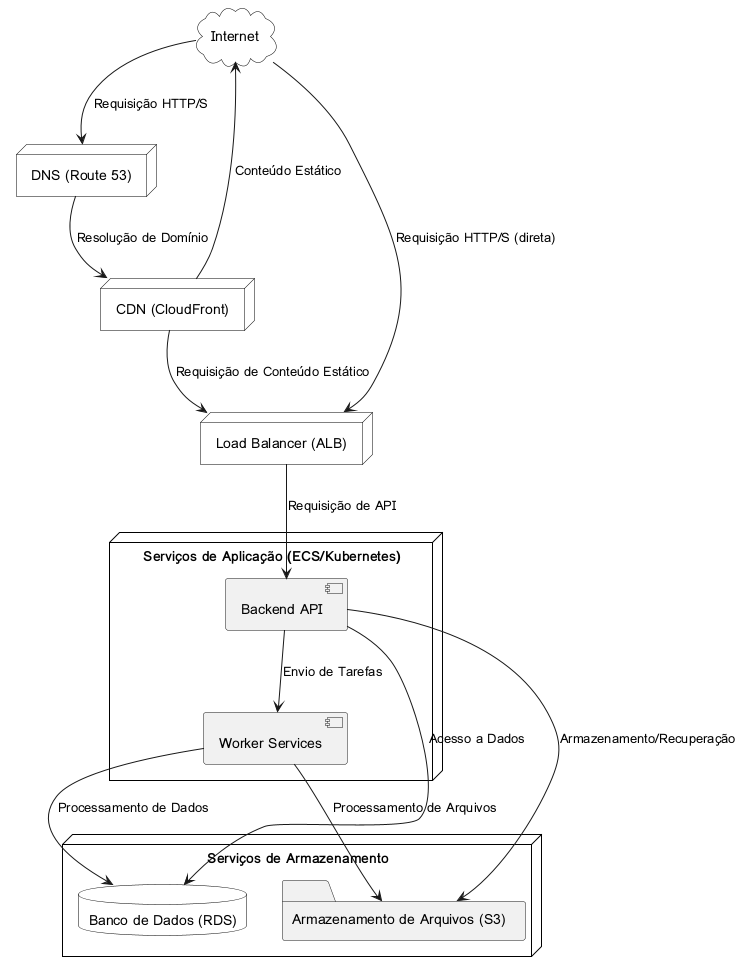 Internet
Requisição HTTP/S
Conteúdo Estático
DNS (Route 53)
Resolução de Domínio
Requisição HTTP/S (direta)
CDN (CloudFront)
Requisição de Conteúdo Estático
Load Balancer (ALB)
Requisição de API
Serviços de Aplicação (ECS/Kubernetes)
Backend API
Envio de Tarefas
Worker Services
Acesso a Dados
Armazenamento/Recuperação
Processamento de Dados
Processamento de Arquivos
Serviços de Armazenamento
Banco de Dados (RDS)
Armazenamento de Arquivos (S3)